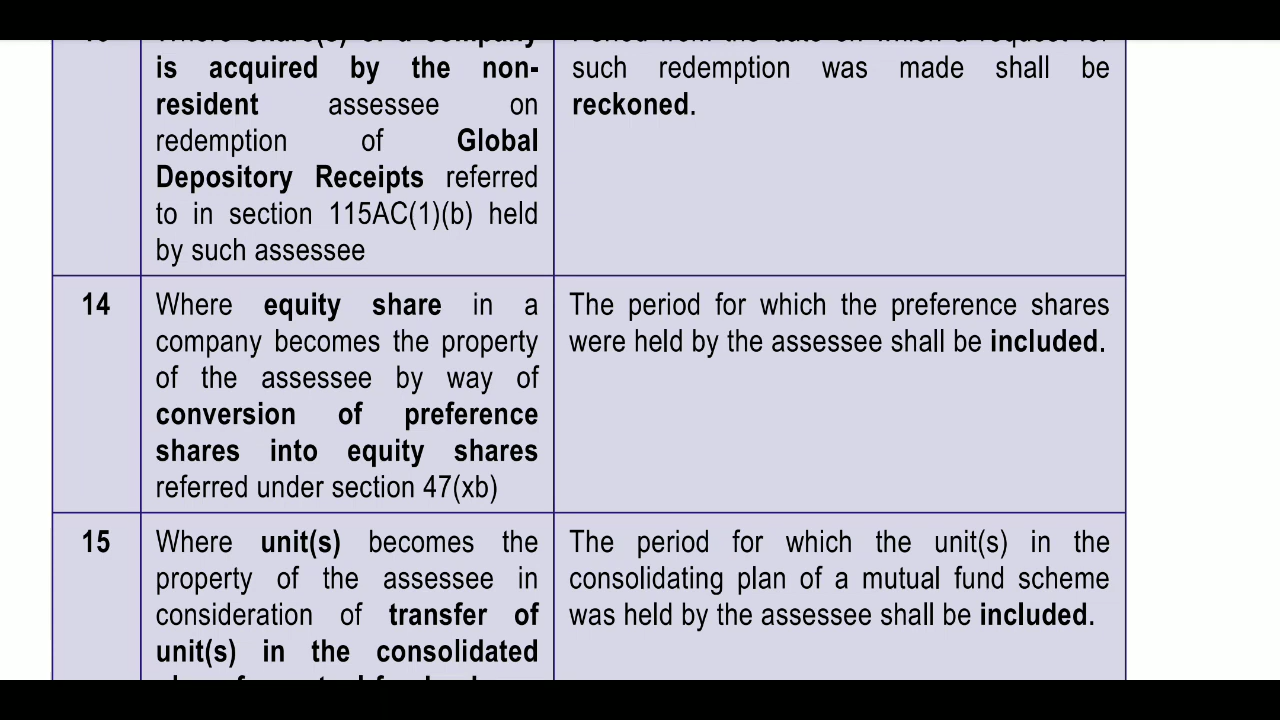 is acquired by the non-
resident assessee on
redemption of Global
Depository Receipts referred
to in section 115AC(1)(b) held
by such assessee
such redemption was made shall be
reckoned.
14
Where equity share in a
company becomes the property
of the assessee by way of
conversion of preference
shares into equity shares
referred under section 47(xb)
The period for which the preference shares
were held by the assessee shall be included.
15
Where unit(s) becomes the
property of the assessee in
consideration of transfer of
unit(s) in the consolidated
The period for which the unit(s) in the
consolidating plan of a mutual fund scheme
was held by the assessee shall be included.